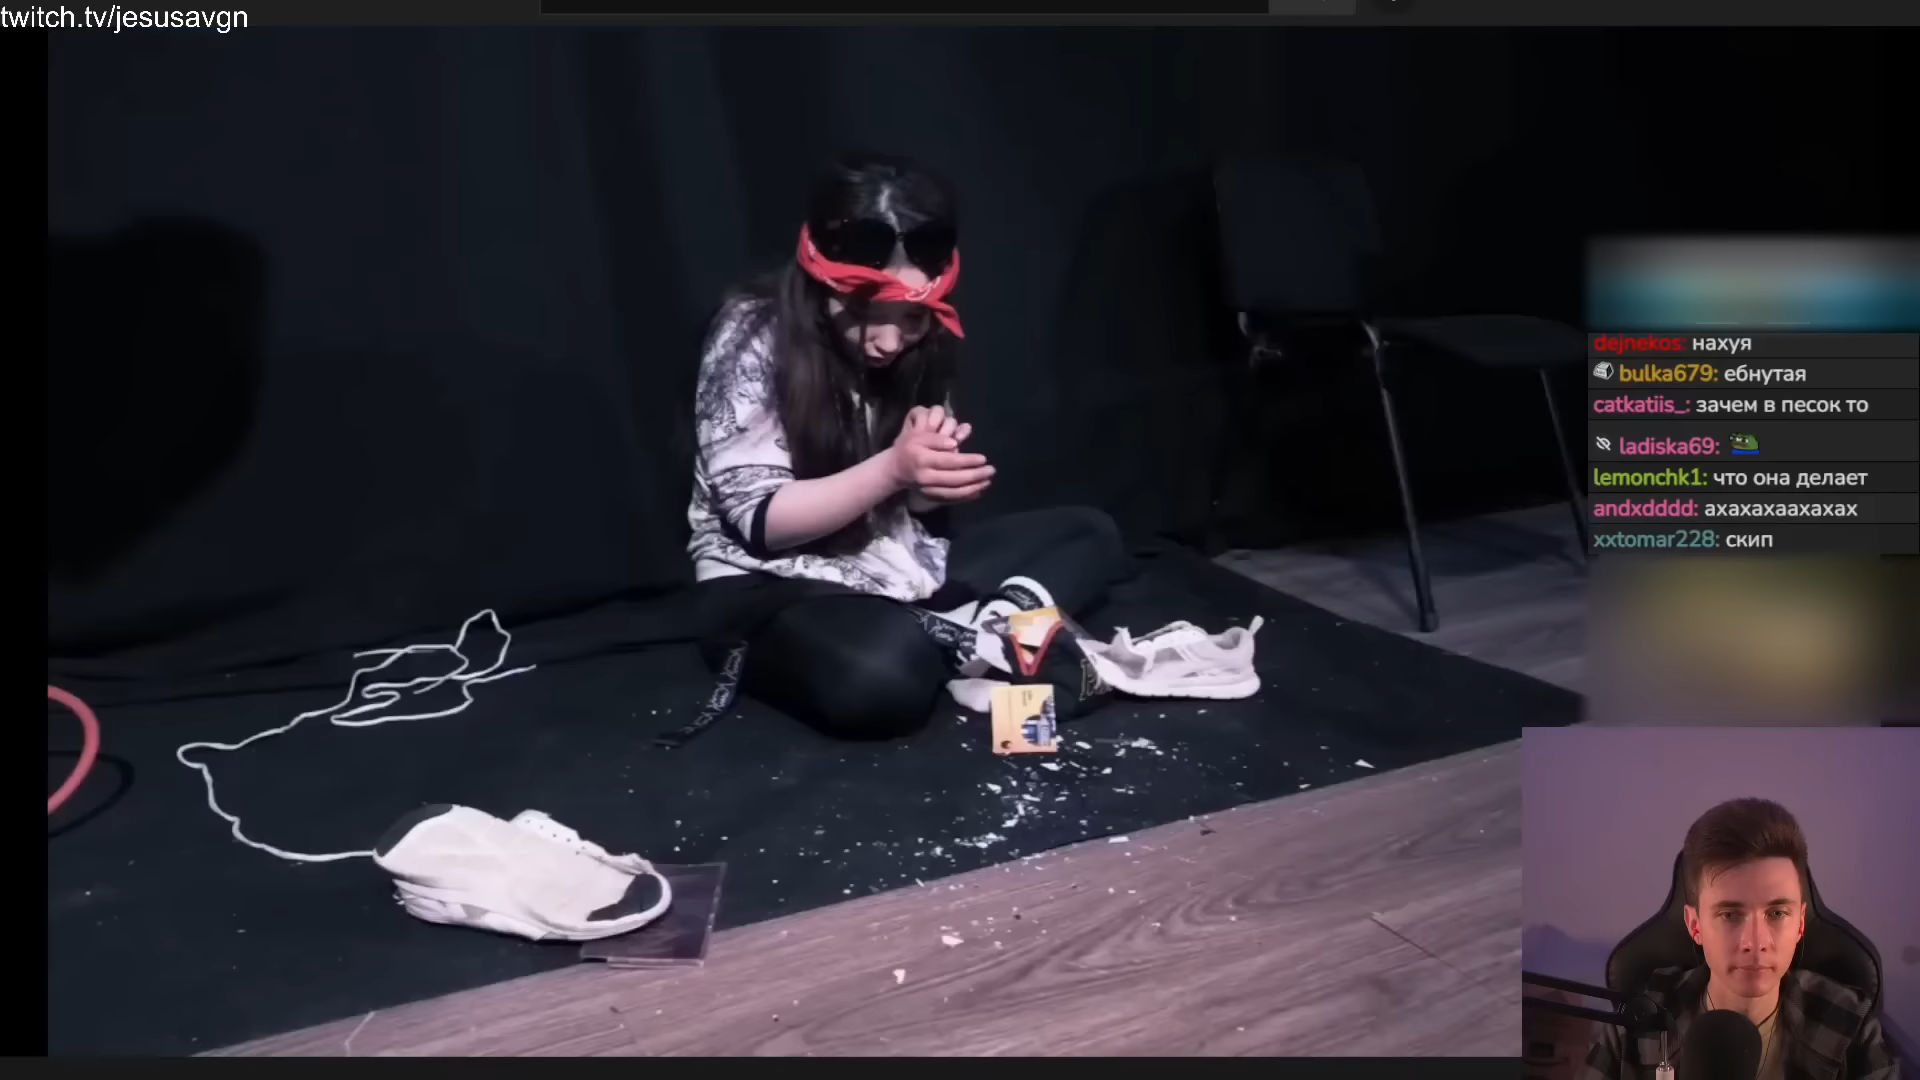 twitch.tv/jesusavgn
dejnekos: нахуя
bulka679: ебнутая
catkatiis_: зачем в песок то
ladiska69:
lemonchk1: что она делает
andxdddd: ахахахаахахах
xxtomar228: скип